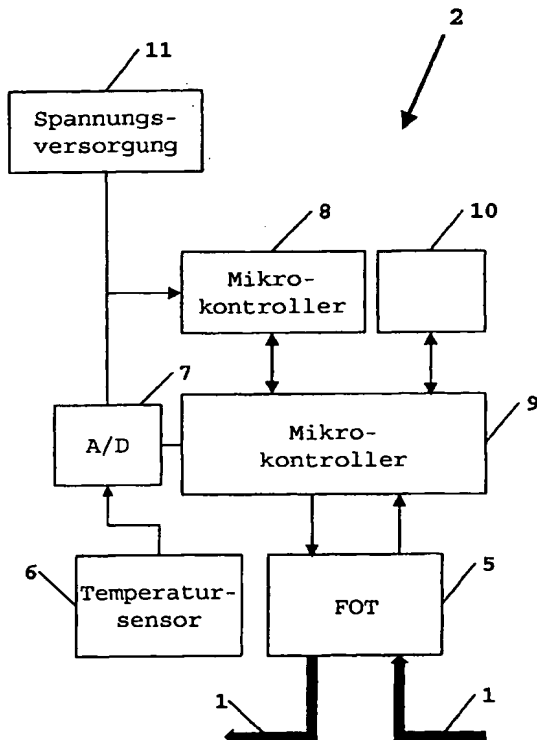 11
2
Spannungs-
versorgung
8
10
Mikro-
kontroller
7
9
A/D
Mikro-
kontroller
6
5
Temperatur-
sensor
FOT
1
1